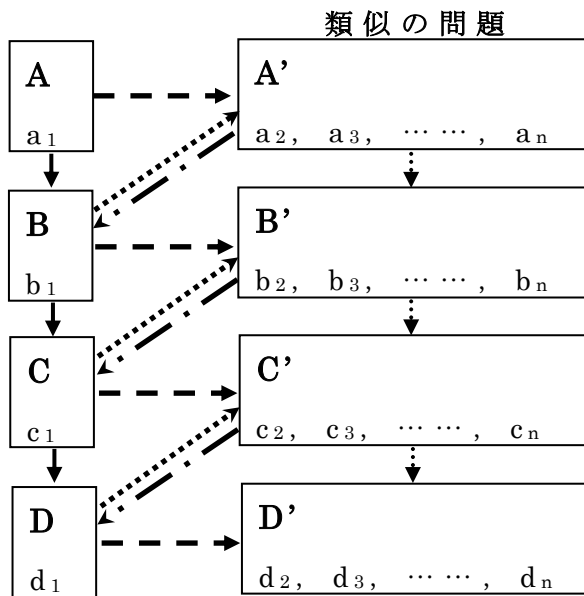 類似の問題
A
A’
a1
a2, a3, ……, an
B
B’
b1
b2, b3, ……, bn
C
C’
c1
c2, c3, ……, cn
D
D’
d1
d2, d3, ……, dn